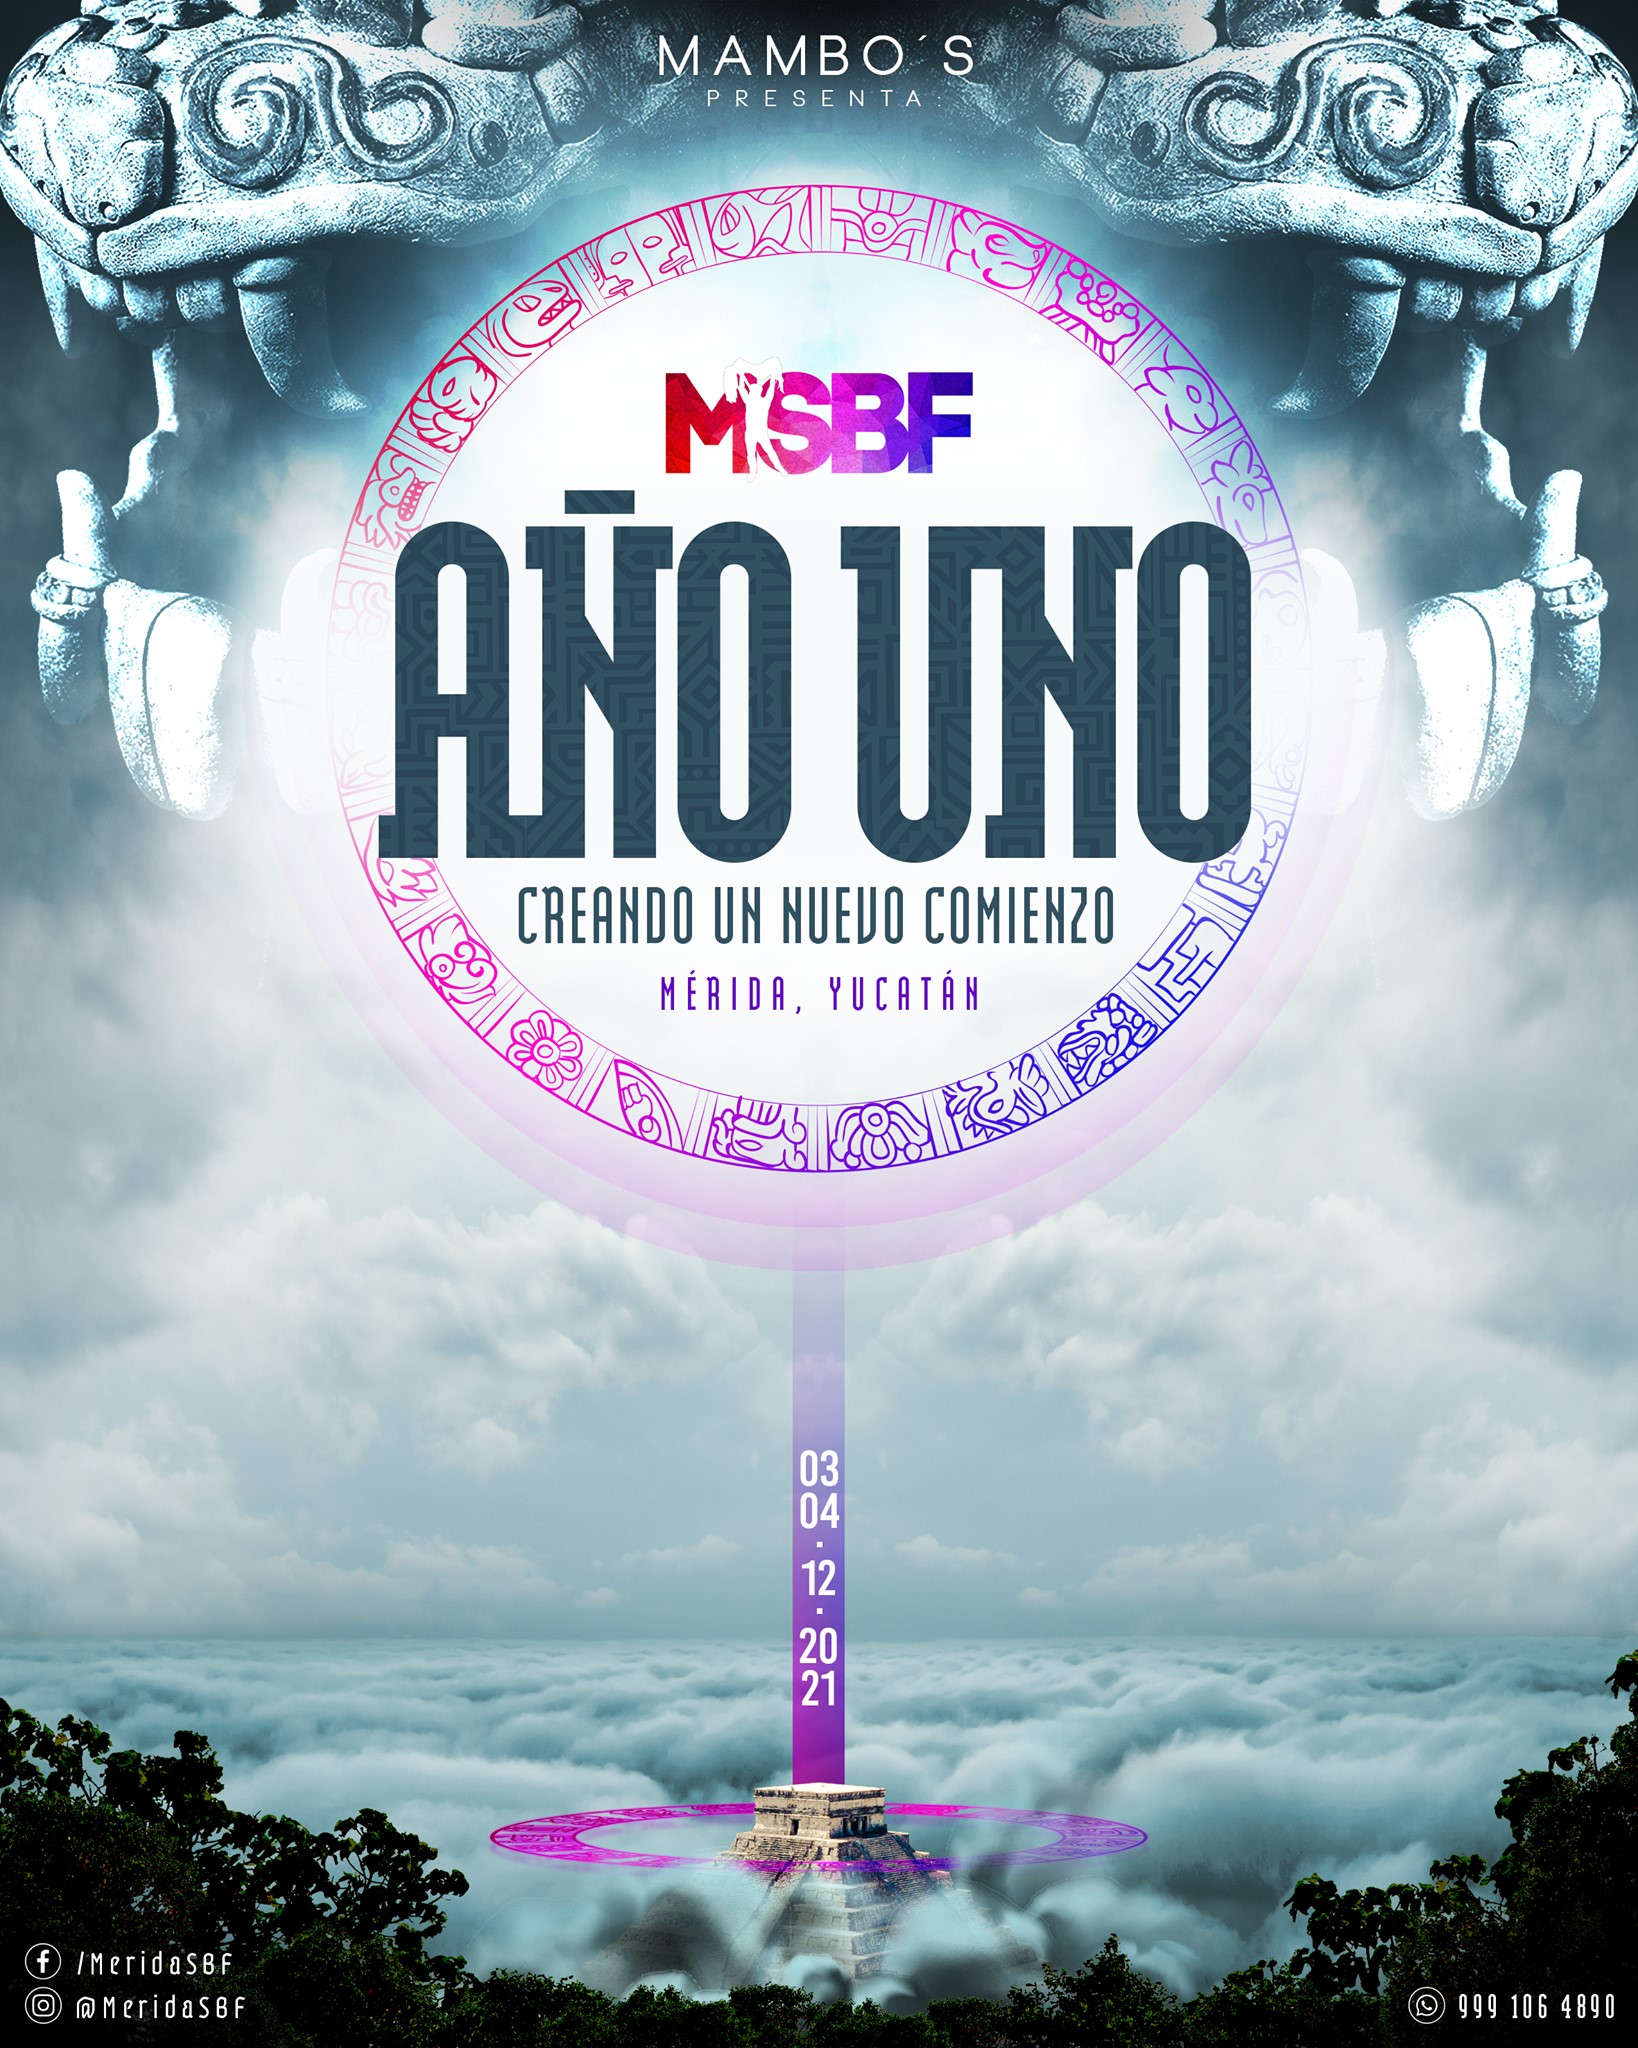 MAMBO´S
PRESENTA:
MSBF
AÑO UNO
CREANDO UN NUEVO COMIENZO
MÉRIDA, YUCATÁN
03
04
·
12
·
20
21
/MeridaSBF
@MeridaSBF
999 106 4890